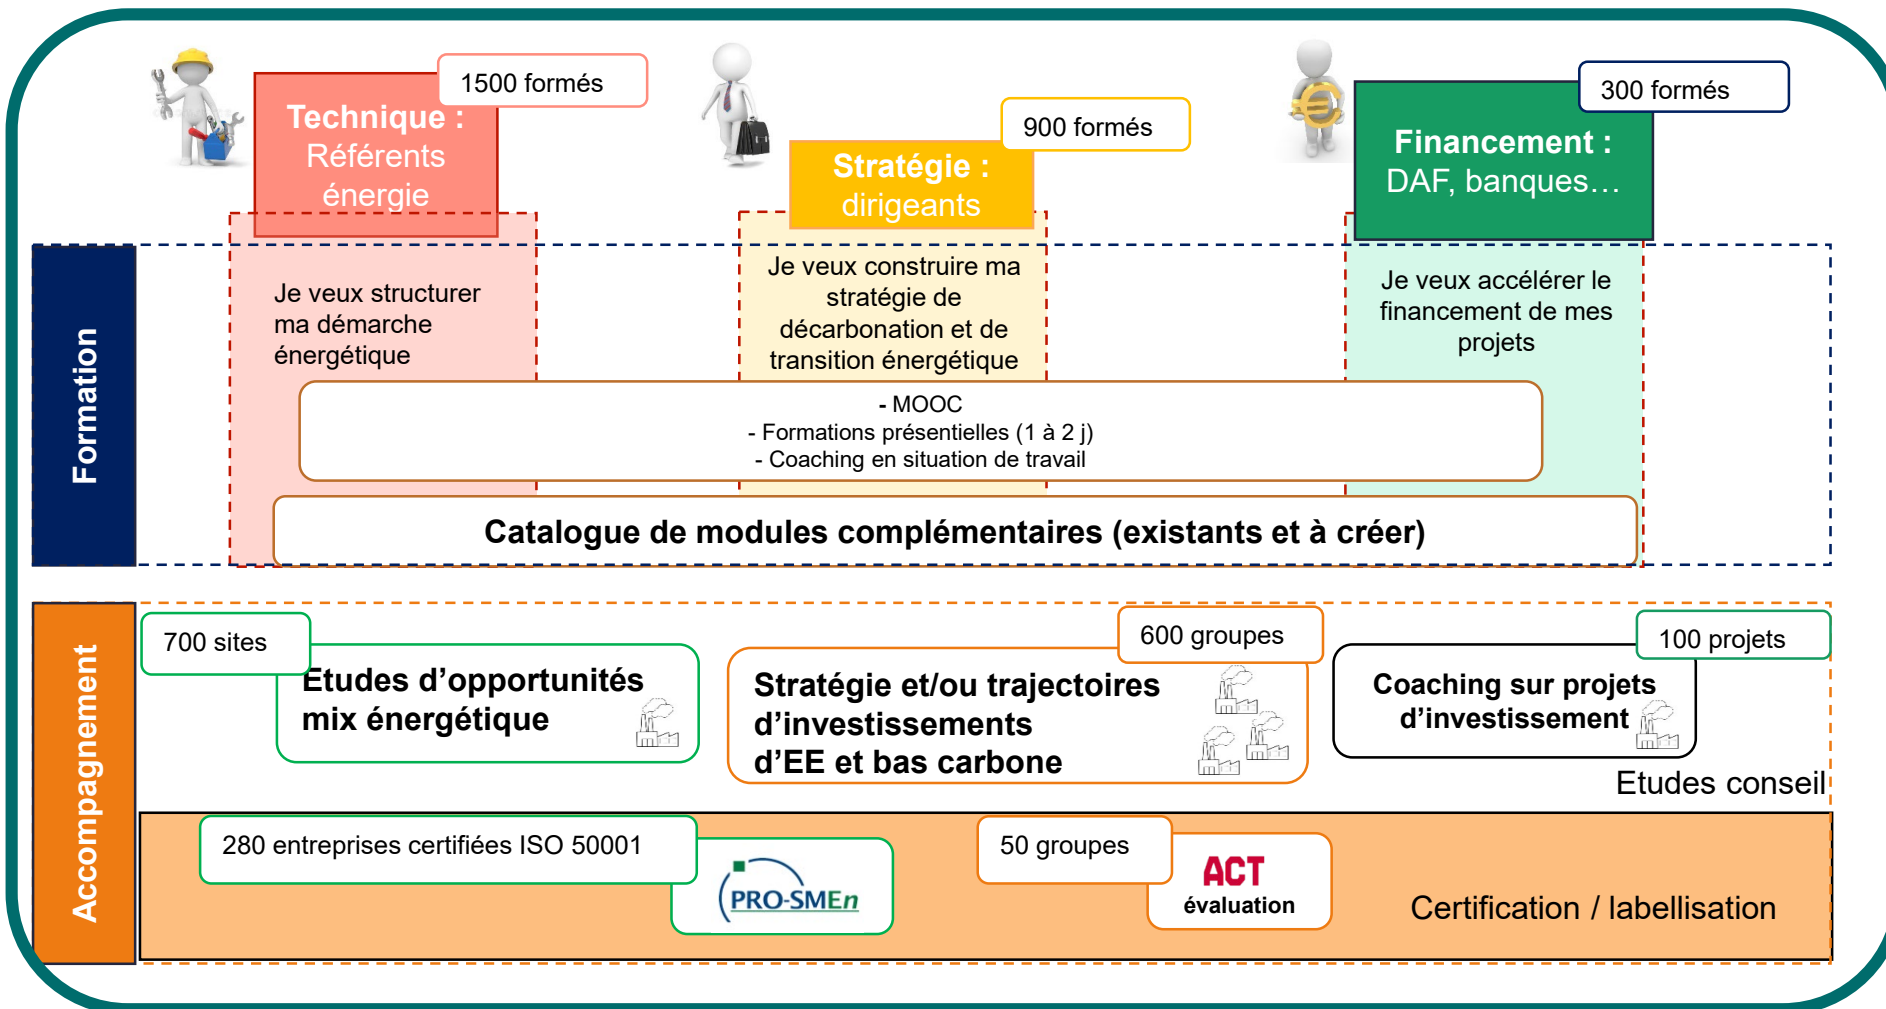 1500 formés
Technique :
Référents
énergie
900 formés
Stratégie :
dirigeants
300 formés
Financement :
DAF, banques…
Formation
Je veux structurer
ma démarche
énergétique
Je veux construire ma
stratégie de
décarbonation et de
transition énergétique
Je veux accélérer le
financement de mes
projets
- MOOC
- Formations présentielles (1 à 2 j)
- Coaching en situation de travail
Catalogue de modules complémentaires (existants et à créer)
Accompagnement
700 sites
Etudes d’opportunités
mix énergétique
600 groupes
Stratégie et/ou trajectoires
d’investissements
d’EE et bas carbone
100 projets
Coaching sur projets
d’investissement
Etudes conseil
280 entreprises certifiées ISO 50001
PRO-SMEn
50 groupes
ACT
évaluation
Certification / labellisation